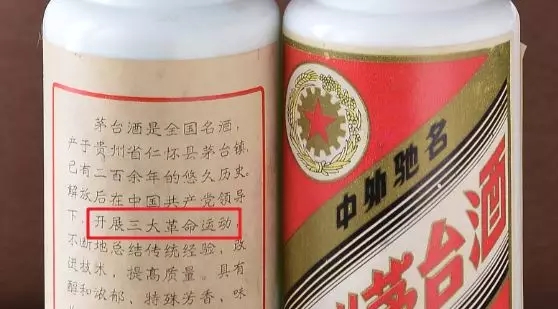 茅台酒是全国名酒,
产于贵州省仁怀县茅台镇,
已有二百余年的悠久历史。
解放后在中国共产党领导
下,开展三大革命运动,
不断地总结传统经验,改
进技术,提高质量。具有
醇和浓郁、特殊芳香,味
中外驰名
茅台酒